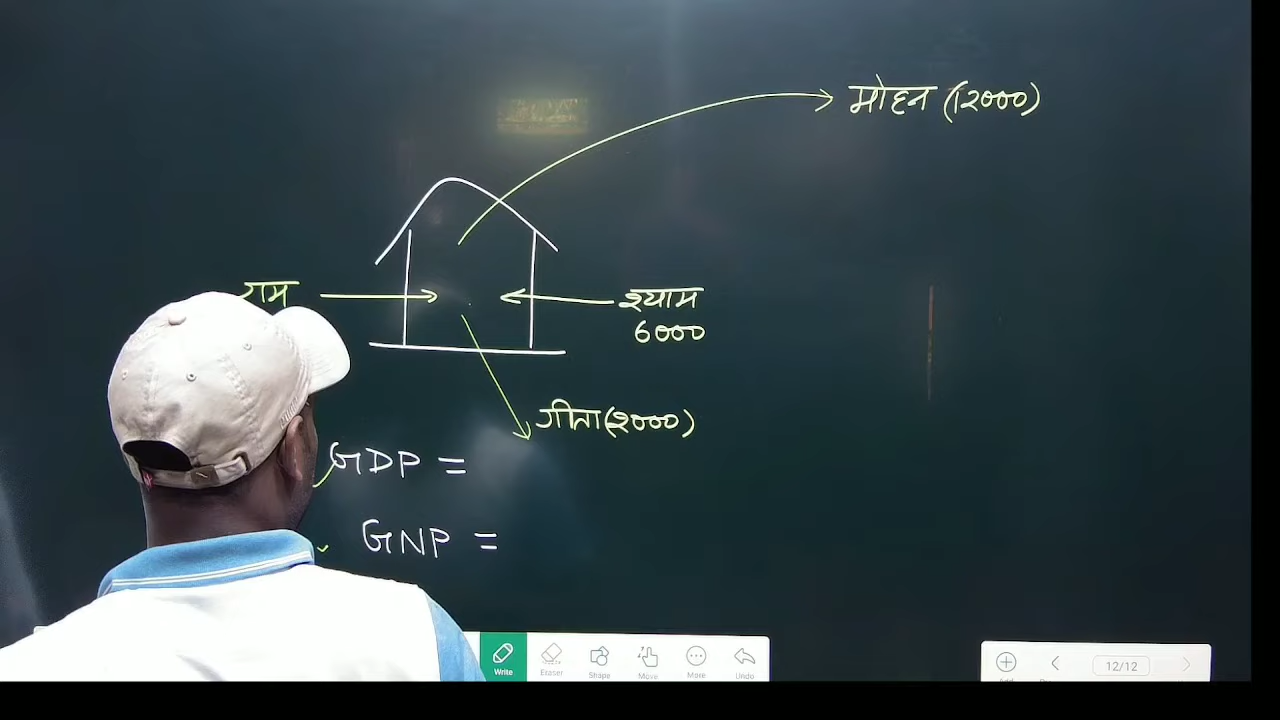 मोहन (12000)
राम
श्याम
6000
गीता(2000)
GDP =
GNP =
Write
Eraser
Shape
Move
More
Undo
12/12